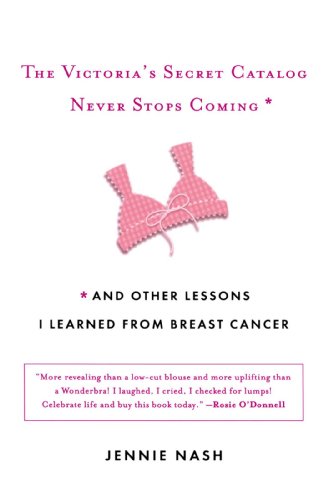 The Victoria's Secret Catalog
Never Stops Coming *
* AND OTHER LESSONS
I LEARNED FROM BREAST CANCER
"More revealing than a low-cut blouse and more uplifting than
a Wonderbra! I laughed, I cried, I checked for lumps!
Celebrate life and buy this book today." —Rosie O'Donnell
JENNIE NASH